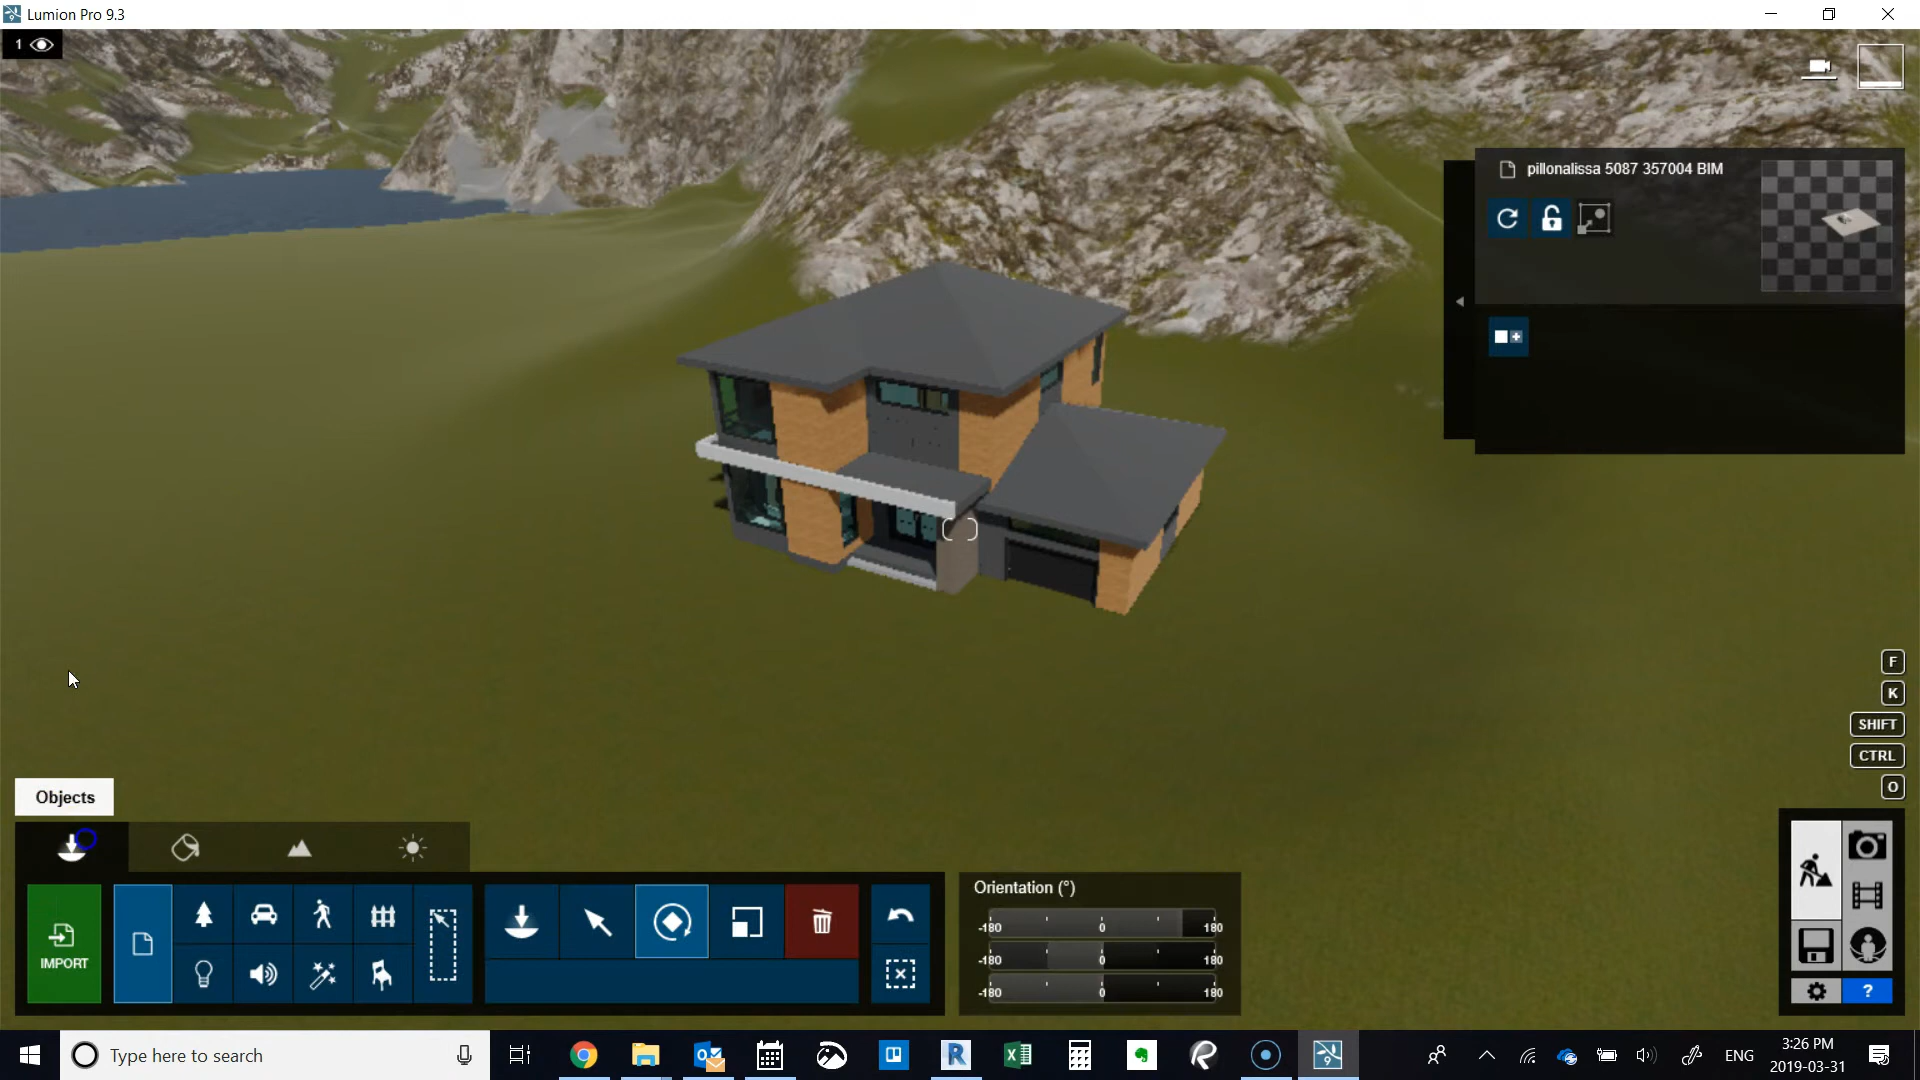 Lumion Pro 9.3
1
pillonalissa 5087 357004 BIM
F
K
SHIFT
CTRL
O
Objects
IMPORT
Orientation (°)
-180 0 180
-180 0 180
-180 0 180
?
Type here to search
ENG
3:26 PM
2019-03-31